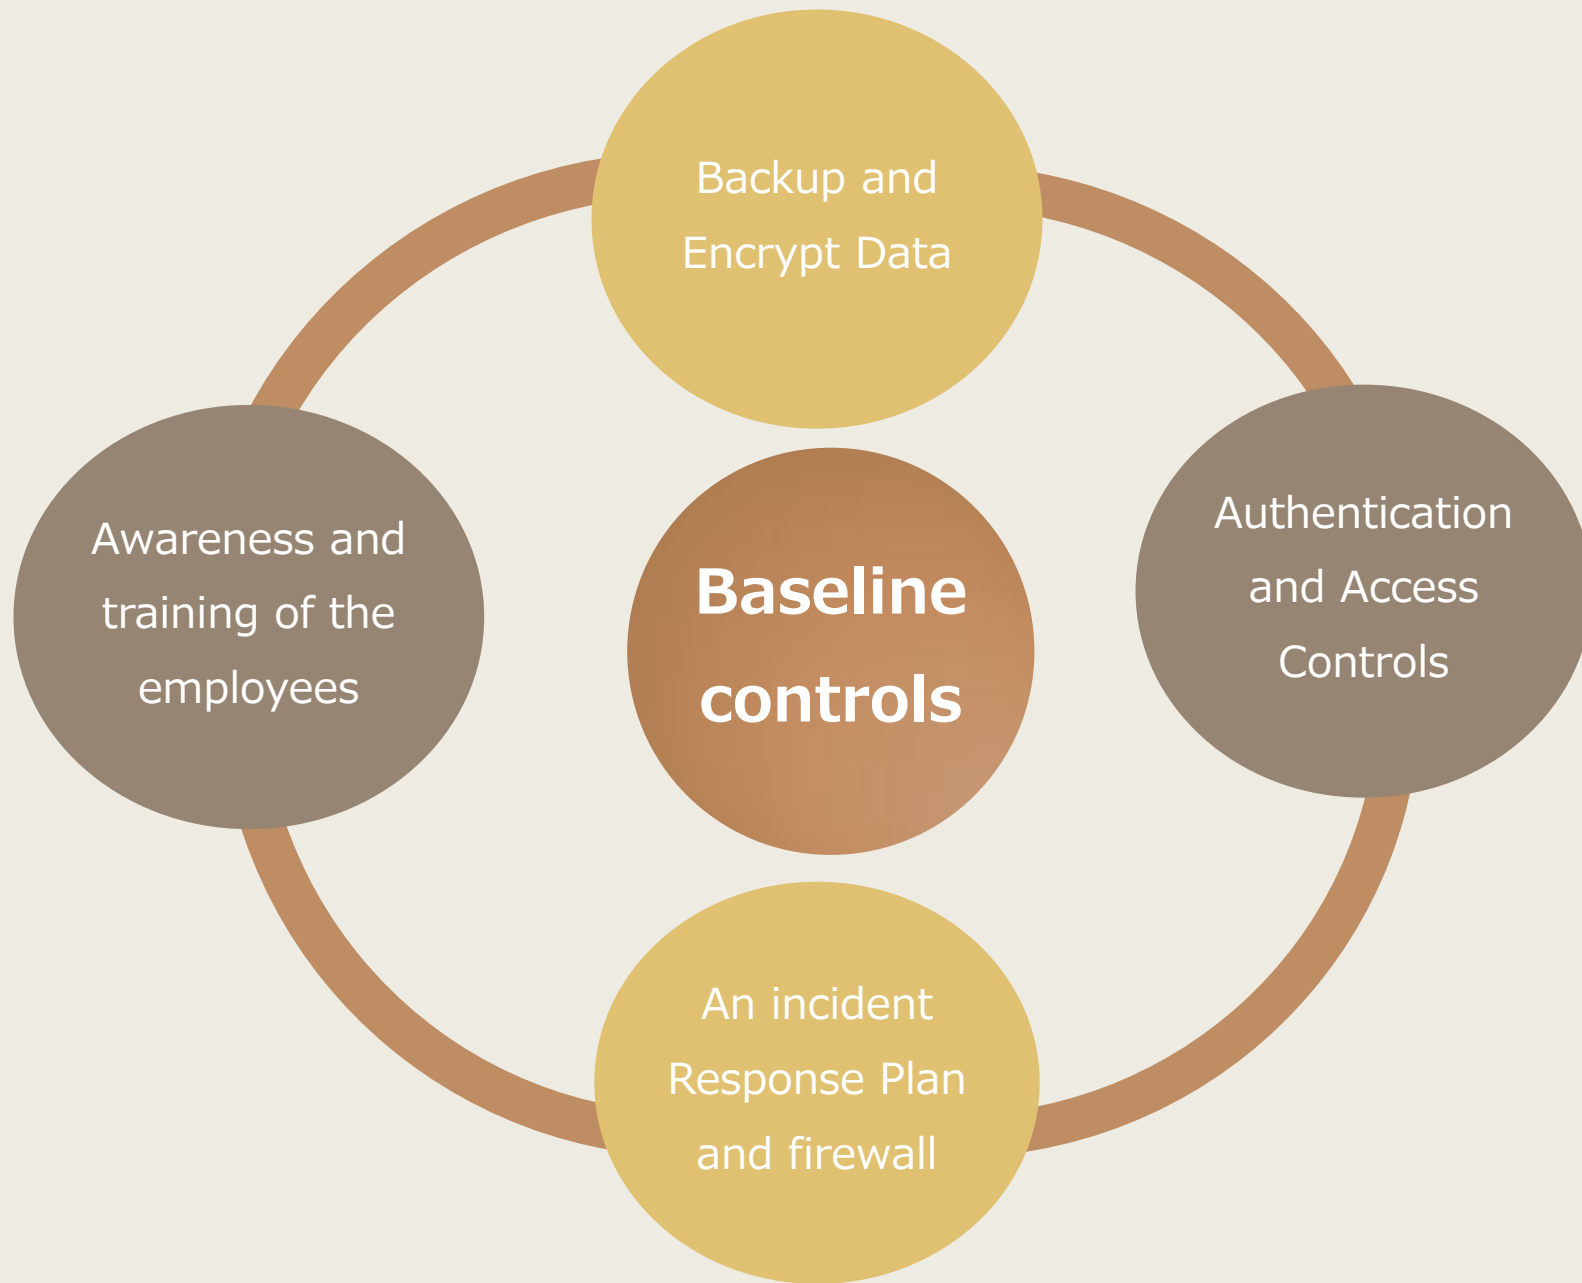 Backup and
Encrypt Data
Awareness and
training of the
employees
Baseline
controls
Authentication
and Access
Controls
An incident
Response Plan
and firewall